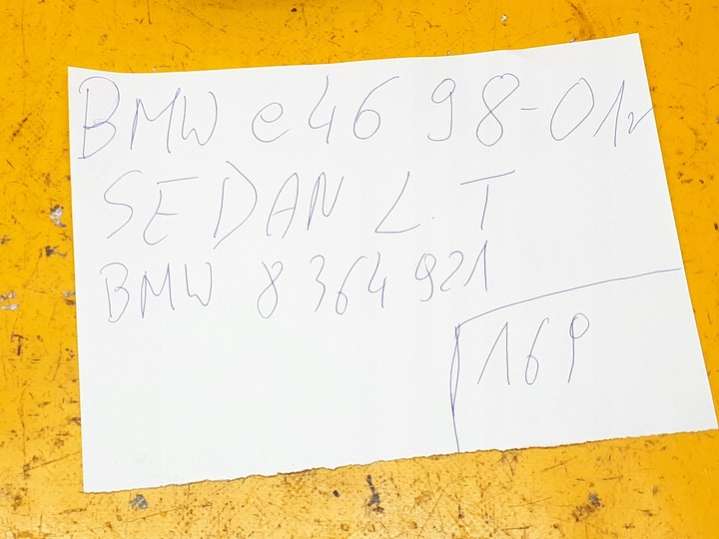 BMW e46 98-01r
SEDAN L.T
BMW 8364921
169